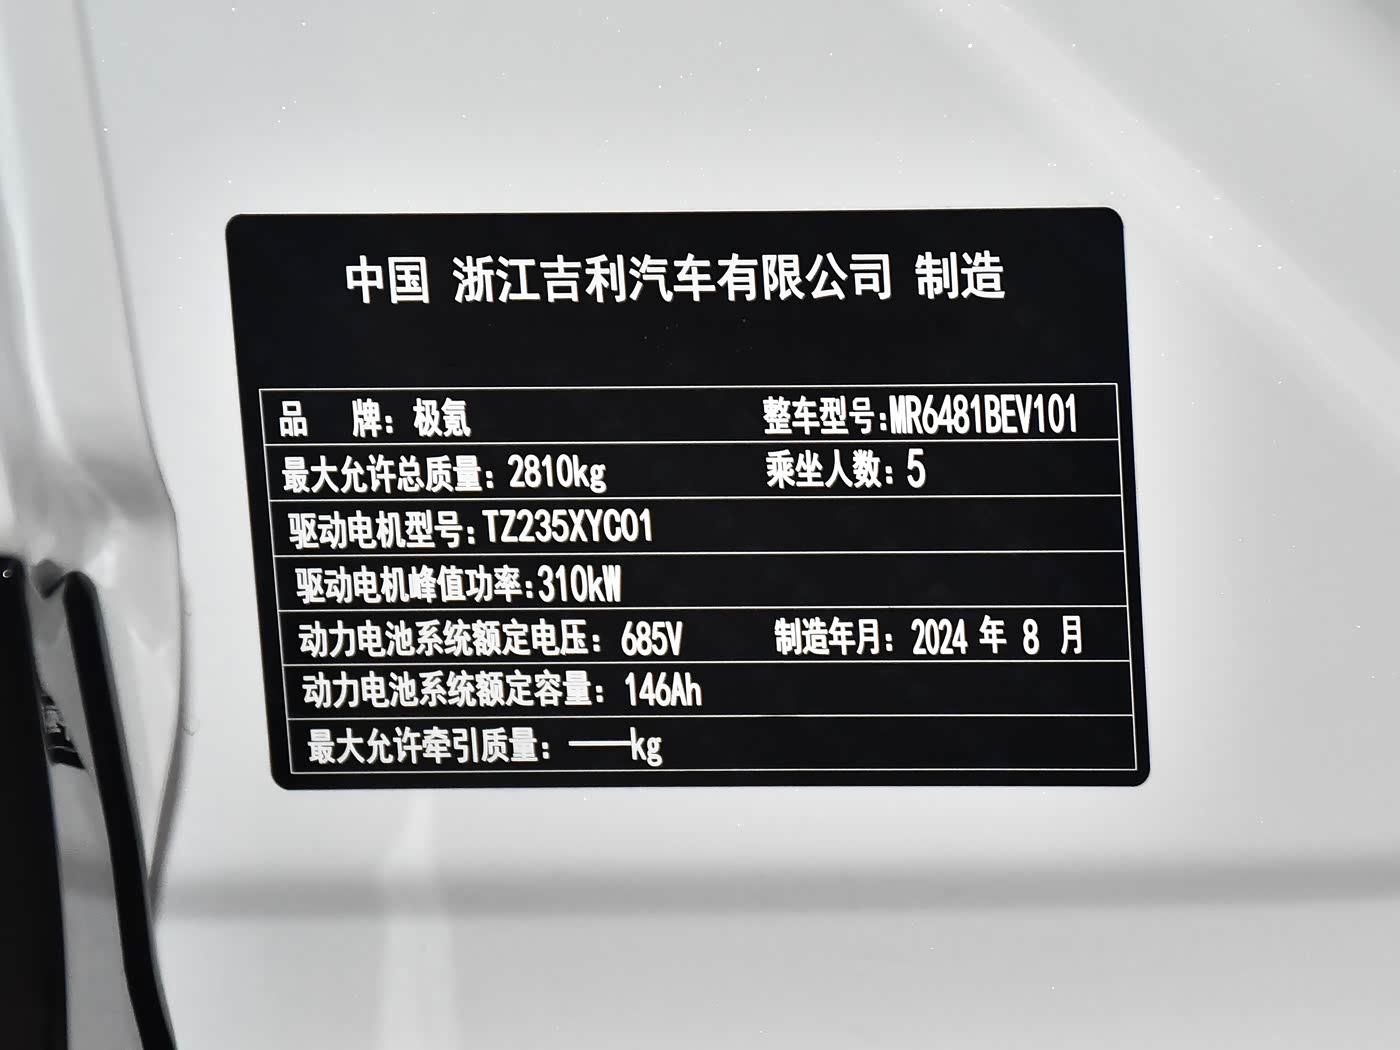 中国 浙江吉利汽车有限公司 制造
品 牌：极氪 整车型号:MR6481BEV101
最大允许总质量：2810kg 乘坐人数：5
驱动电机型号:TZ235XYC01
驱动电机峰值功率:310kW
动力电池系统额定电压：685V 制造年月：2024 年 8 月
动力电池系统额定容量：146Ah
最大允许牵引质量：——kg